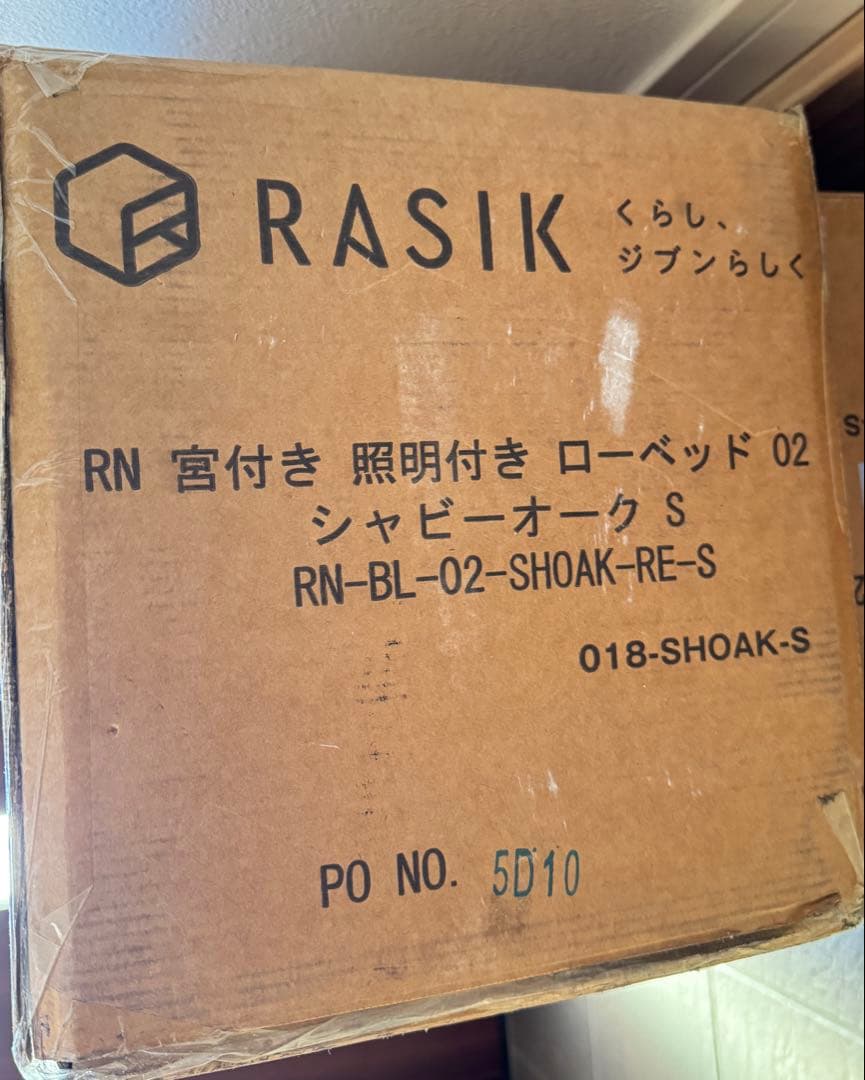 RASIK くらし、
ジブンらしく
RN 宮付き 照明付き ローベッド 02
シャビーオーク S
RN-BL-02-SHOAK-RE-S
018-SHOAK-S
PO NO. 5D10